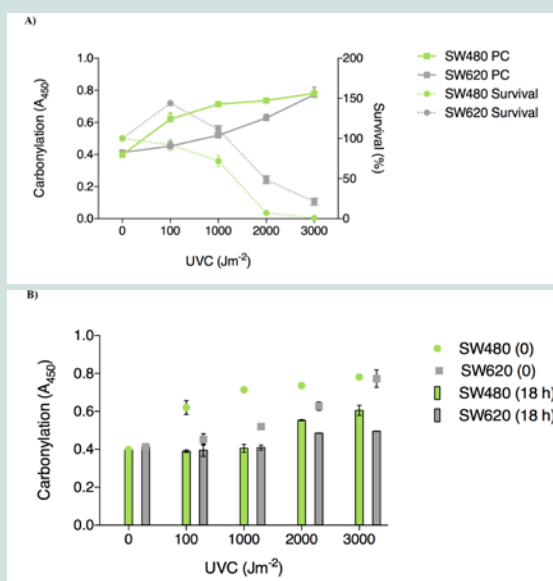 A)
SW480 PC
SW620 PC
SW480 Survival
SW620 Survival
Carbonylation (A450)
1.0
0.8
0.6
0.4
0.2
0.0
200
150
100
50
0
Survival (%)
0 100 1000 2000 3000
UVC (Jm-2)
B)
SW480 (0)
SW620 (0)
SW480 (18 h)
SW620 (18 h)
Carbonylation (A450)
1.0
0.8
0.6
0.4
0.2
0.0
0 100 1000 2000 3000
UVC (Jm-2)